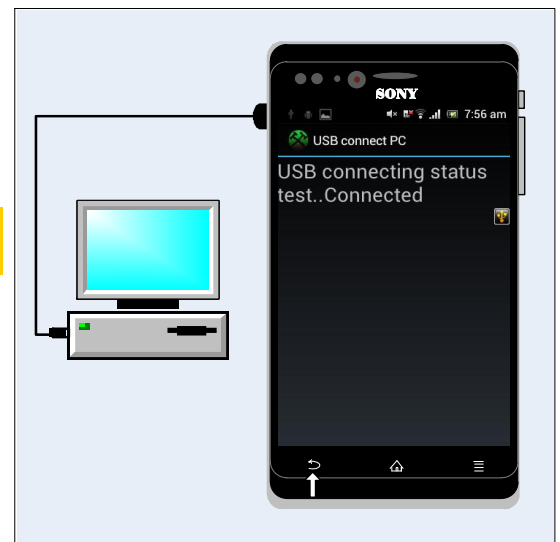 SONY
7:56 am
USB connect PC
USB connecting status
test..Connected